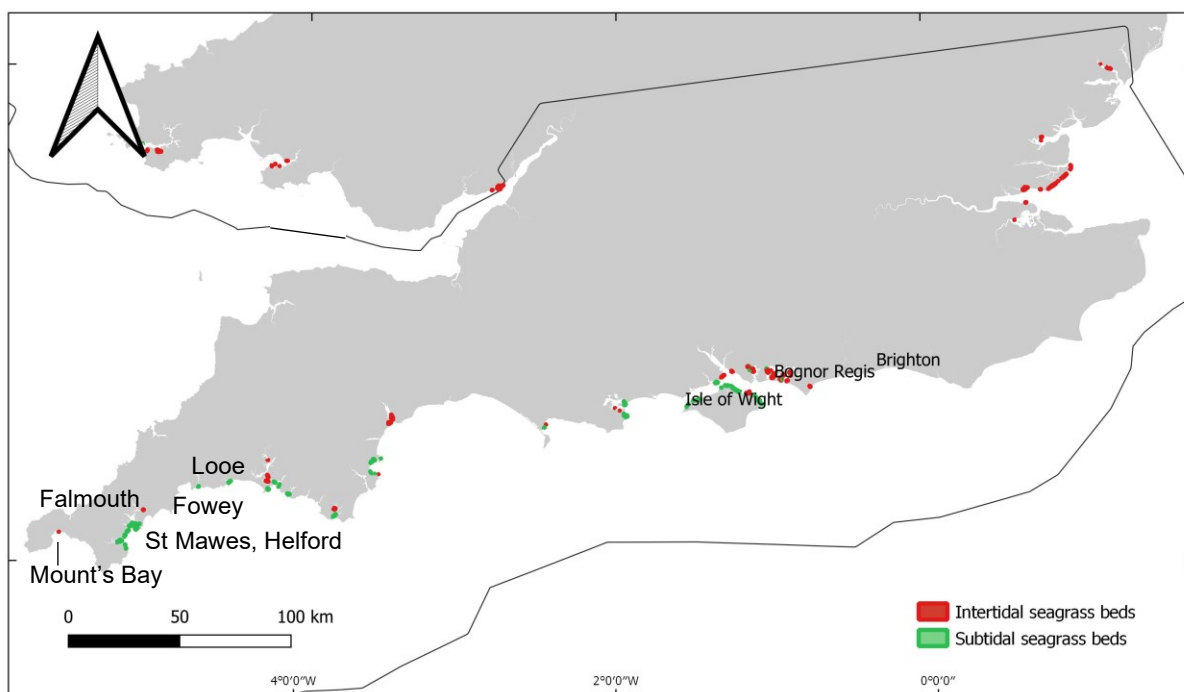 Brighton
Bognor Regis
Isle of Wight
Looe
Falmouth
Fowey
St Mawes, Helford
Mount's Bay
0 50 100 km
Intertidal seagrass beds
Subtidal seagrass beds
4°0'0"W 2°0'0"W 0°0'0"